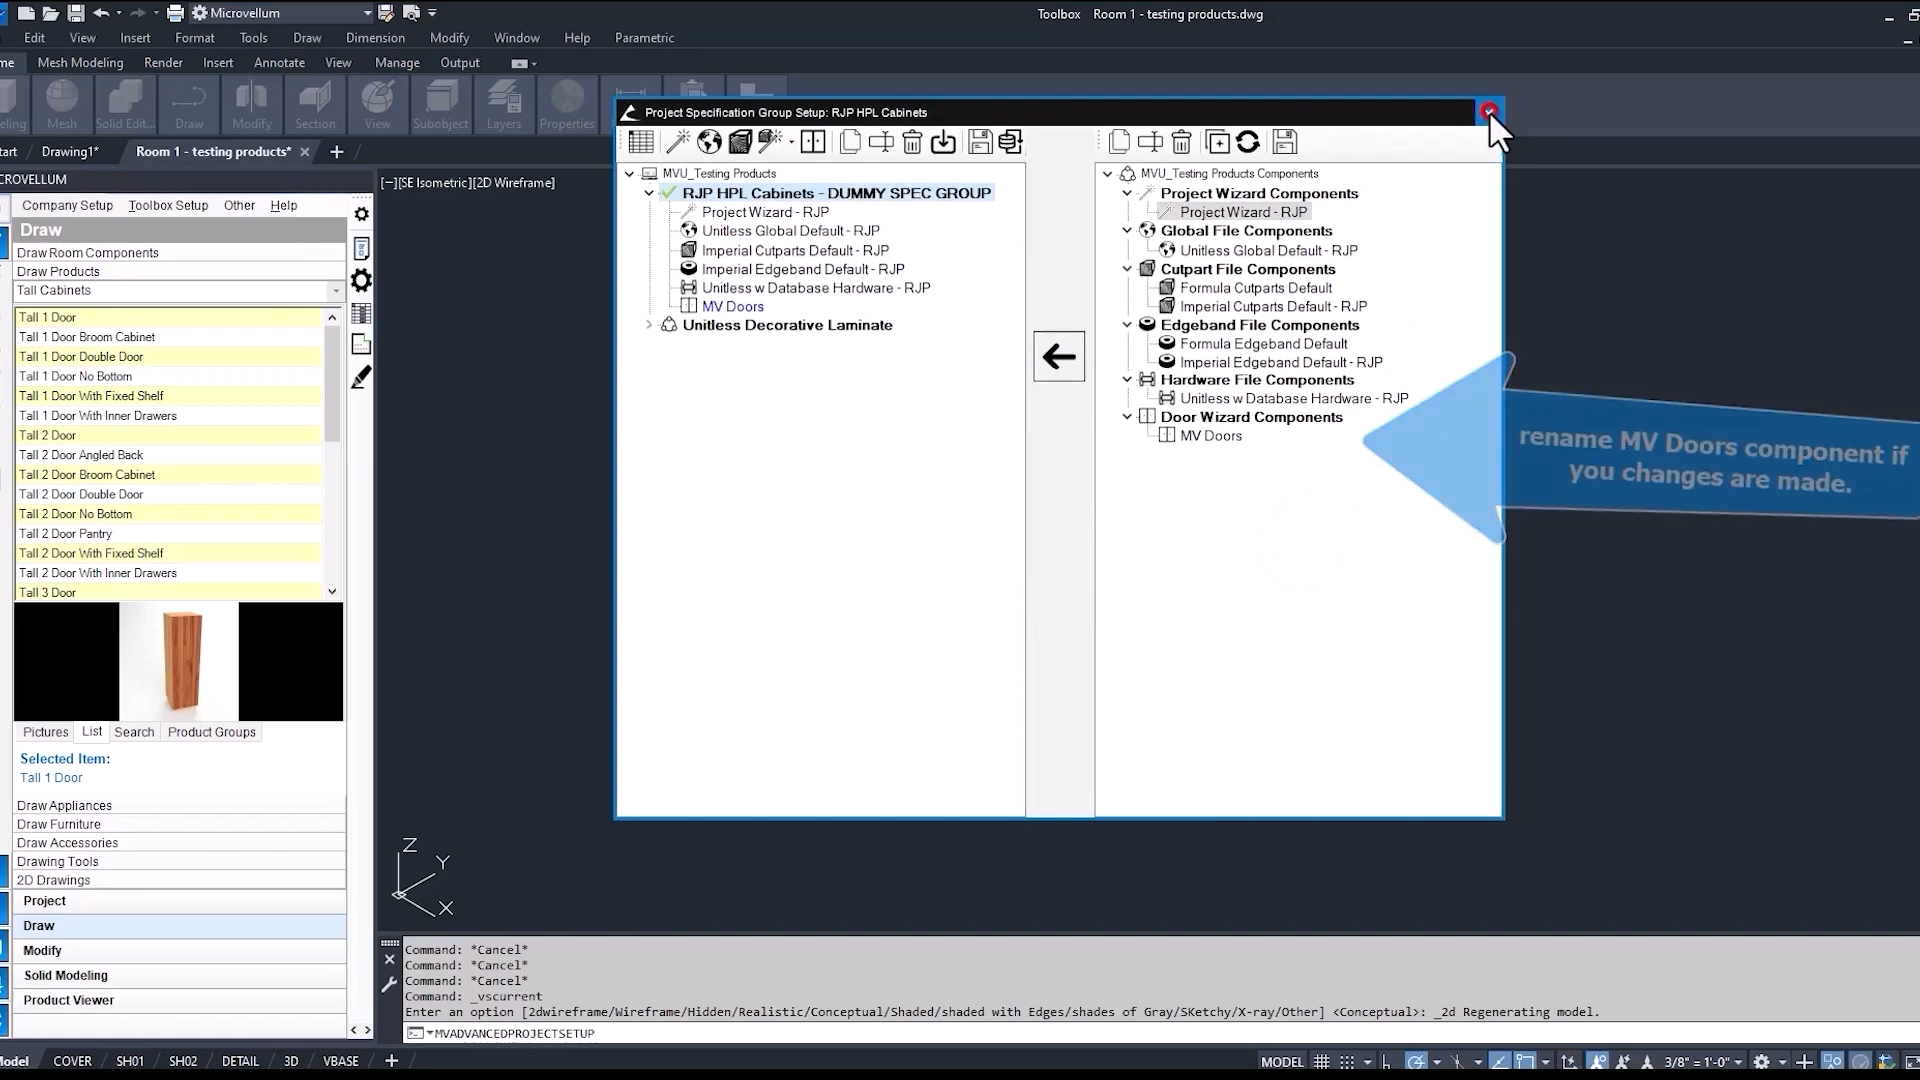 Microvellum
Toolbox Room 1 - testing products.dwg
Edit View Insert Format Tools Draw Dimension Modify Window Help Parametric
me Mesh Modeling Render Insert Annotate View Manage Output
eling Mesh Solid Edit... Draw Modify Section View Subobject Layers Properties
tart Drawing1* Room 1 - testing products*
CROVELLUM
Company Setup Toolbox Setup Other Help
Draw
Draw Room Components
Draw Products
Tall Cabinets
Tall 1 Door
Tall 1 Door Broom Cabinet
Tall 1 Door Double Door
Tall 1 Door No Bottom
Tall 1 Door With Fixed Shelf
Tall 1 Door With Inner Drawers
Tall 2 Door
Tall 2 Door Angled Back
Tall 2 Door Broom Cabinet
Tall 2 Door Double Door
Tall 2 Door No Bottom
Tall 2 Door Pantry
Tall 2 Door With Fixed Shelf
Tall 2 Door With Inner Drawers
Tall 3 Door
Pictures List Search Product Groups
Selected Item:
Tall 1 Door
Draw Appliances
Draw Furniture
Draw Accessories
Drawing Tools
2D Drawings
Project
Draw
Modify
Solid Modeling
Product Viewer
[−][SE Isometric][2D Wireframe]
Project Specification Group Setup: RJP HPL Cabinets
MVU_Testing Products
RJP HPL Cabinets - DUMMY SPEC GROUP
Project Wizard - RJP
Unitless Global Default - RJP
Imperial Cutparts Default - RJP
Imperial Edgeband Default - RJP
Unitless w Database Hardware - RJP
MV Doors
Unitless Decorative Laminate
MVU_Testing Products Components
Project Wizard Components
Project Wizard - RJP
Global File Components
Unitless Global Default - RJP
Cutpart File Components
Formula Cutparts Default
Imperial Cutparts Default - RJP
Edgeband File Components
Formula Edgeband Default
Imperial Edgeband Default - RJP
Hardware File Components
Unitless w Database Hardware - RJP
Door Wizard Components
MV Doors
rename MV Doors component if
you changes are made.
Z
Y
X
Command: *Cancel*
Command: *Cancel*
Command: *Cancel*
Command: _vscurrent
Enter an option [2dwireframe/Wireframe/Hidden/Realistic/Conceptual/Shaded/shaded with Edges/shades of Gray/SKetchy/X-ray/Other] <Conceptual>: _2d Regenerating model.
MVADVANCEDPROJECTSETUP
Model COVER SH01 SH02 DETAIL 3D VBASE
MODEL 3/8" = 1'-0"